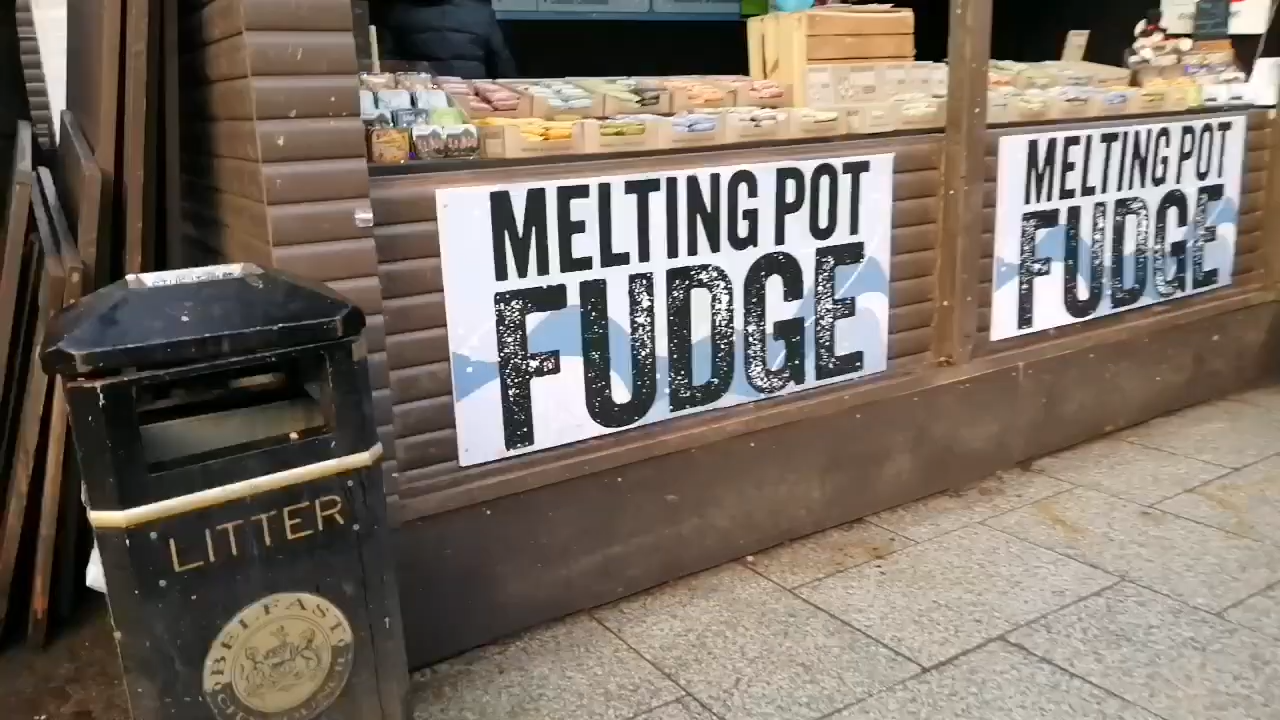 MELTING POT
FUDGE
MELTING POT
FUDGE
LITTER
BELFAST